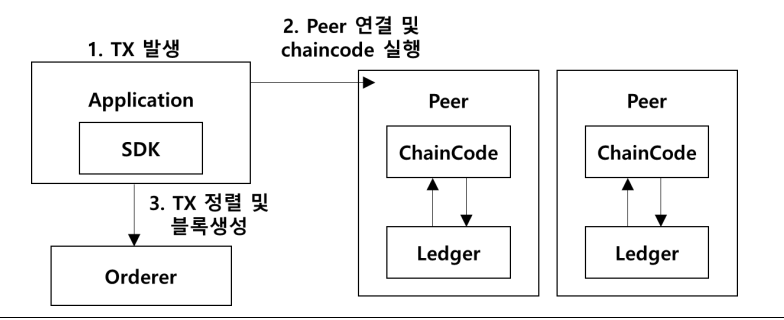 1. TX 발생
2. Peer 연결 및
chaincode 실행
Application
SDK
3. TX 정렬 및
블록생성
Orderer
Peer
ChainCode
Ledger
Peer
ChainCode
Ledger